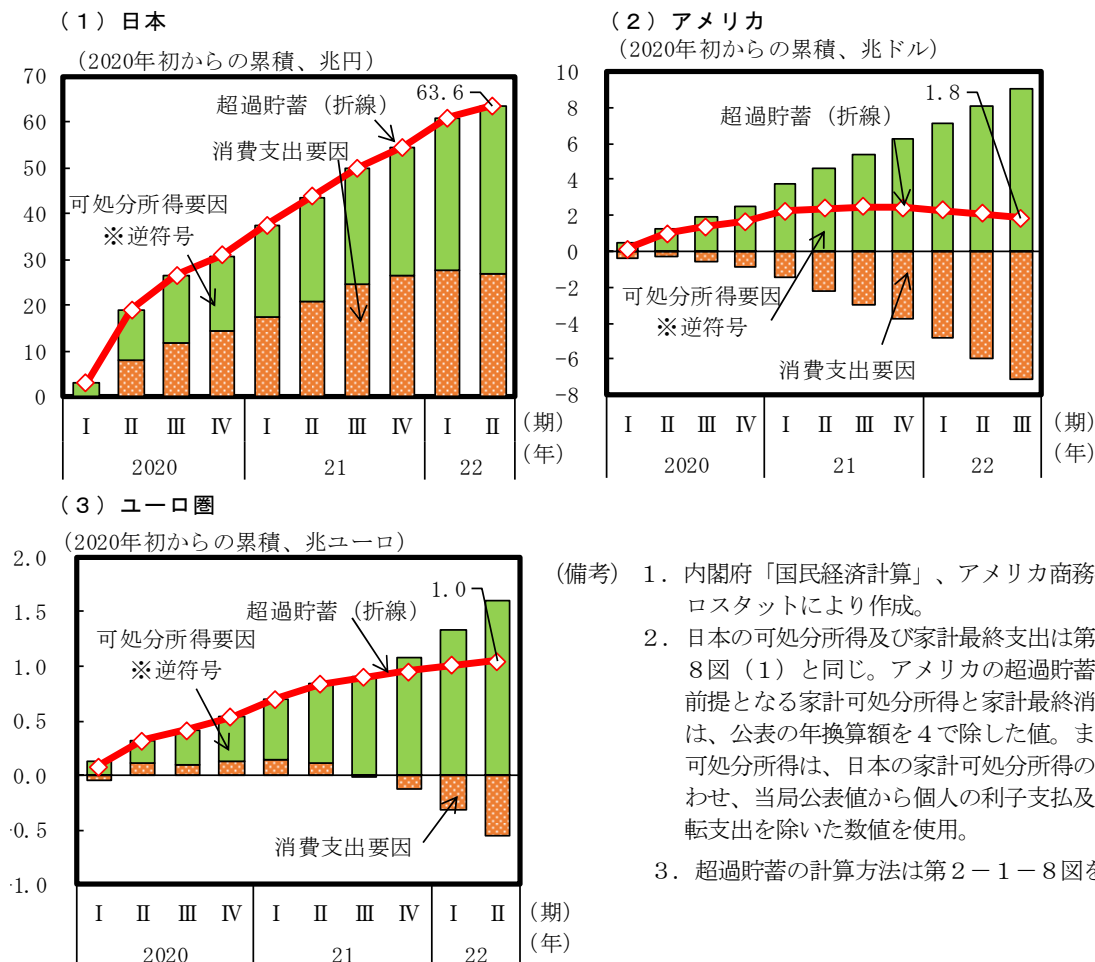 (1)日本
(2020年初からの累積、兆円)
70
60
50
40
30
20
10
0
超過貯蓄(折線)
63.6
消費支出要因
可処分所得要因
※逆符号
Ⅰ Ⅱ Ⅲ Ⅳ Ⅰ Ⅱ Ⅲ Ⅳ Ⅰ Ⅱ (期)
2020 21 22 (年)
(2)アメリカ
(2020年初からの累積、兆ドル)
10
8
6
4
2
0
-2
-4
-6
-8
1.8
超過貯蓄(折線)
可処分所得要因
※逆符号
消費支出要因
Ⅰ Ⅱ Ⅲ Ⅳ Ⅰ Ⅱ Ⅲ Ⅳ Ⅰ Ⅱ Ⅲ (期)
2020 21 22 (年)
(3)ユーロ圏
(2020年初からの累積、兆ユーロ)
2.0
1.5
1.0
0.5
0.0
-0.5
-1.0
1.0
超過貯蓄(折線)
可処分所得要因
※逆符号
消費支出要因
Ⅰ Ⅱ Ⅲ Ⅳ Ⅰ Ⅱ Ⅲ Ⅳ Ⅰ Ⅱ (期)
2020 21 22 (年)
(備考) 1.内閣府「国民経済計算」、アメリカ商務
ロスタットにより作成。
2.日本の可処分所得及び家計最終支出は第
8図(1)と同じ。アメリカの超過貯蓄
前提となる家計可処分所得と家計最終消
は、公表の年換算額を4で除した値。ま
可処分所得は、日本の家計可処分所得の
わせ、当局公表値から個人の利子支払及
転支出を除いた数値を使用。
3.超過貯蓄の計算方法は第2-1-8図を